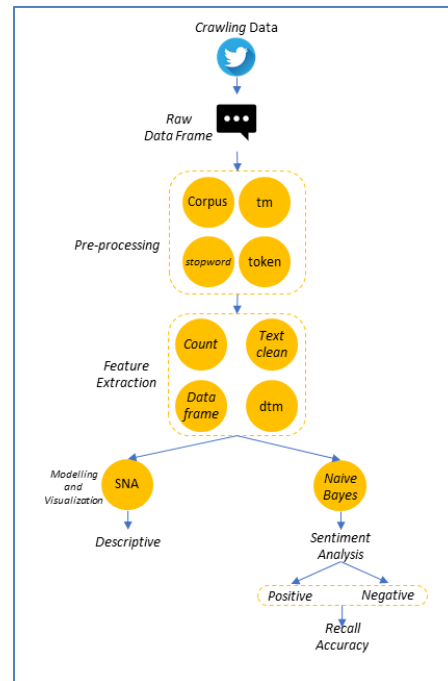 Crawling Data
Raw
Data Frame
Corpus
tm
Pre-processing
stopword
token
Count
Text
clean
Feature
Extraction
Data
frame
dtm
Modelling
and
Visualization
SNA
Naive
Bayes
Descriptive
Sentiment
Analysis
Positive
Negative
Recall
Accuracy